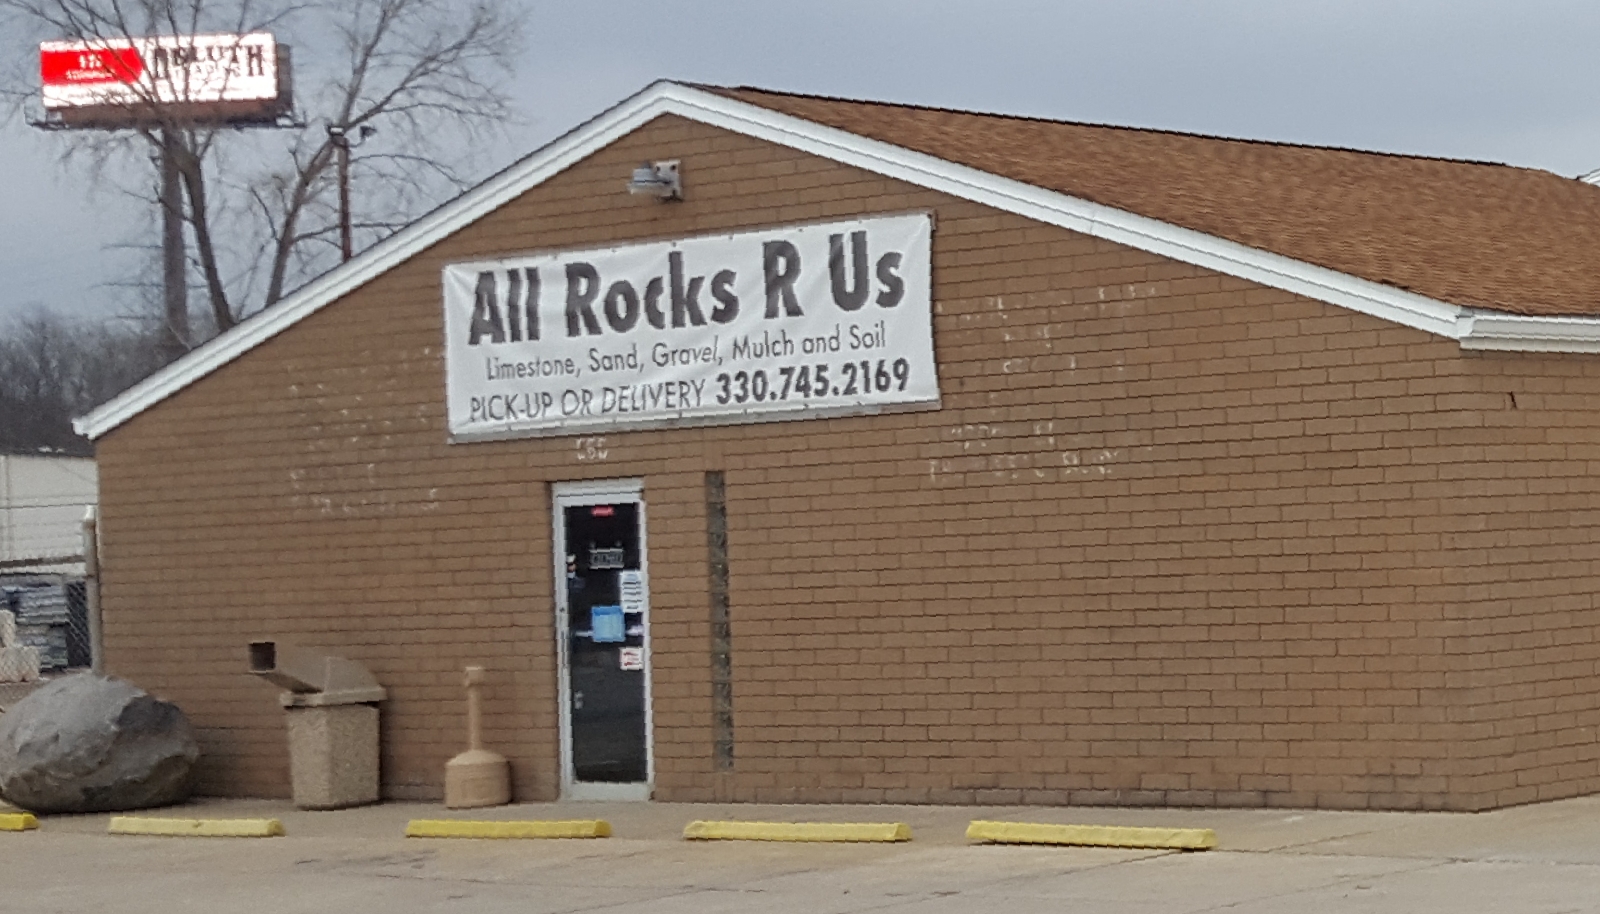 All Rocks R Us
Limestone, Sand, Gravel, Mulch and Soil
PICK-UP OR DELIVERY 330.745.2169